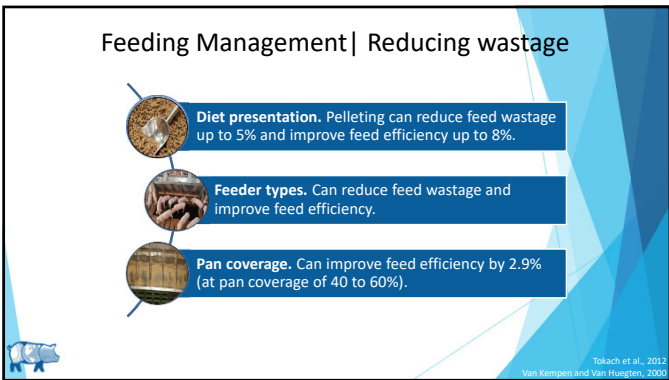 Feeding Management| Reducing wastage
Diet presentation. Pelleting can reduce feed wastage
up to 5% and improve feed efficiency up to 8%.
Feeder types. Can reduce feed wastage and
improve feed efficiency.
Pan coverage. Can improve feed efficiency by 2.9%
(at pan coverage of 40 to 60%).
Tokach et al., 2012
Van Kempen and Van Huegten, 2000